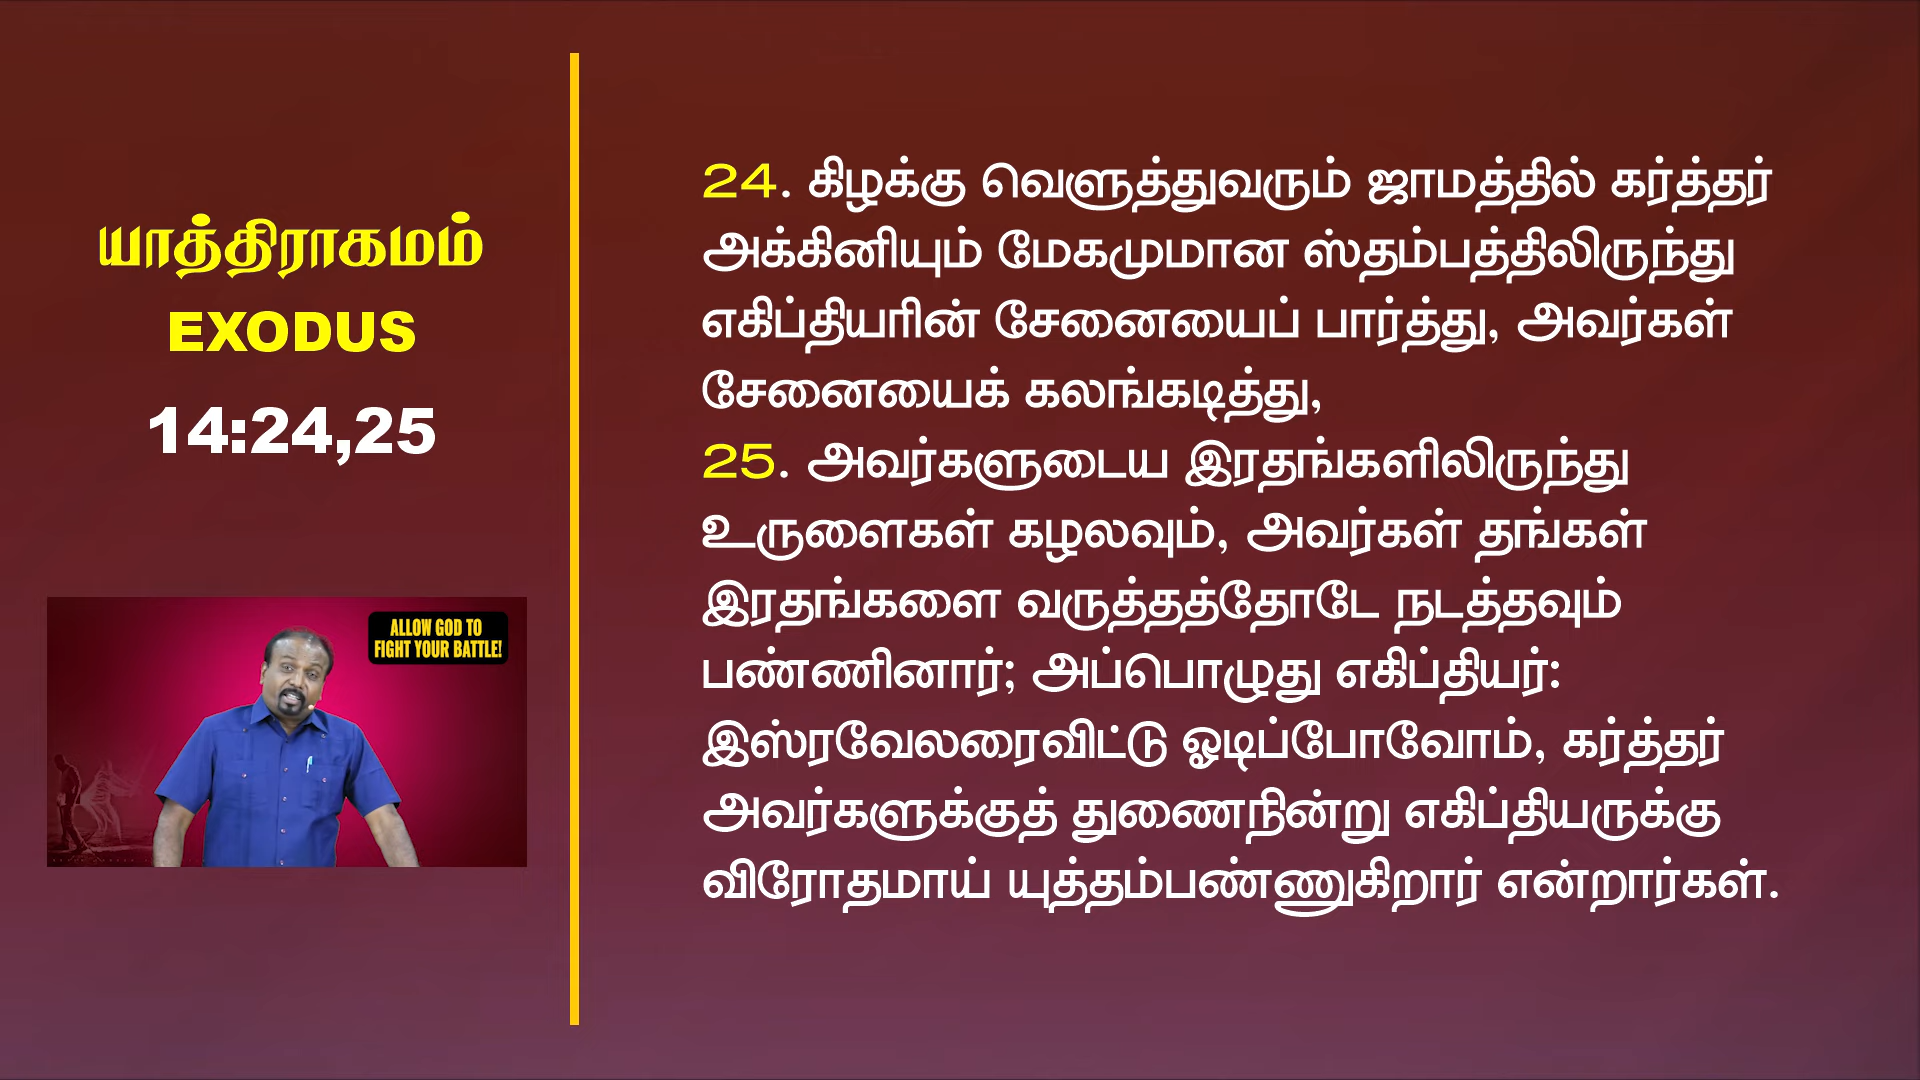 யாத்திராகமம்
EXODUS
14:24,25
ALLOW GOD TO
FIGHT YOUR BATTLE!
24. கிழக்கு வெளுத்துவரும் ஜாமத்தில் கர்த்தர்
அக்கினியும் மேகமுமான ஸ்தம்பத்திலிருந்து
எகிப்தியரின் சேனையைப் பார்த்து, அவர்கள்
சேனையைக் கலங்கடித்து,
25. அவர்களுடைய இரதங்களிலிருந்து
உருளைகள் கழலவும், அவர்கள் தங்கள்
இரதங்களை வருத்தத்தோடே நடத்தவும்
பண்ணினார்; அப்பொழுது எகிப்தியர்:
இஸ்ரவேலரைவிட்டு ஓடிப்போவோம், கர்த்தர்
அவர்களுக்குத் துணைநின்று எகிப்தியருக்கு
விரோதமாய் யுத்தம்பண்ணுகிறார் என்றார்கள்.